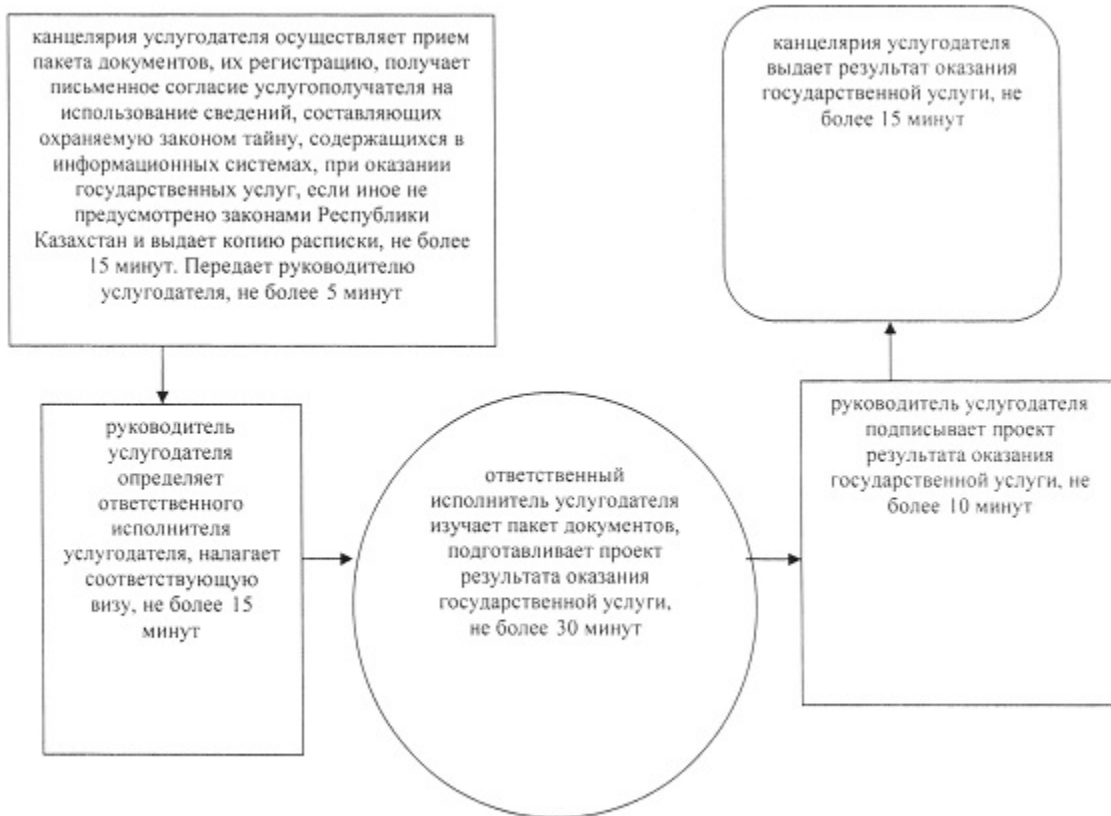 канцелярия услугодателя осуществляет прием
пакета документов, их регистрацию, получает
письменное согласие услугополучателя на
использование сведений, составляющих
охраняемую законом тайну, содержащихся в
информационных системах, при оказании
государственных услуг, если иное не
предусмотрено законами Республики
Казахстан и выдает копию расписки, не более
15 минут. Передает руководителю
услугодателя, не более 5 минут
руководитель
услугодателя
определяет
ответственного
исполнителя
услугодателя, налагает
соответствующую
визу, не более 15
минут
ответственный
исполнитель услугодателя
изучает пакет документов,
подготавливает проект
результата оказания
государственной услуги,
не более 30 минут
руководитель услугодателя
подписывает проект
результата оказания
государственной услуги, не
более 10 минут
канцелярия услугодателя
выдает результат оказания
государственной услуги, не
более 15 минут